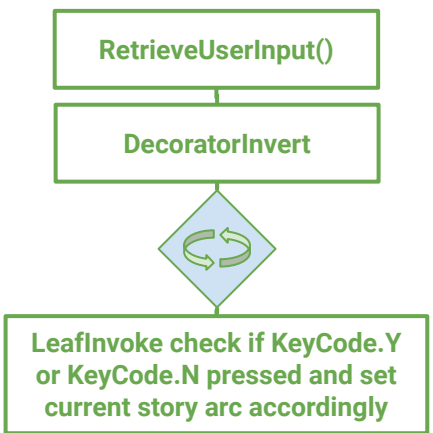 RetrieveUserInput()
DecoratorInvert
LeafInvoke check if KeyCode.Y
or KeyCode.N pressed and set
current story arc accordingly